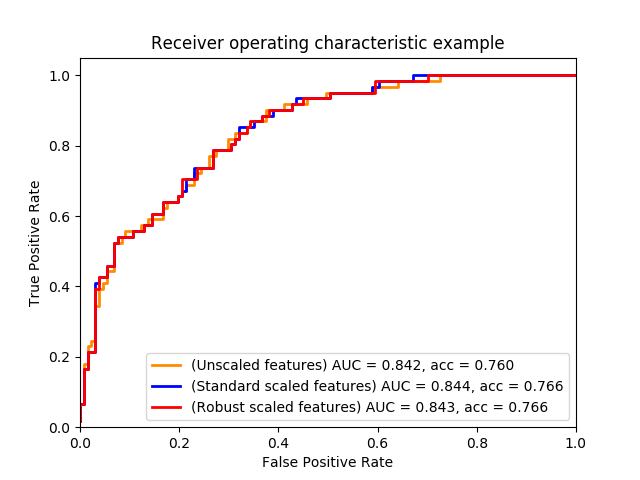 Receiver operating characteristic example
True Positive Rate
1.0
0.8
0.6
0.4
0.2
0.0
(Unscaled features) AUC = 0.842, acc = 0.760
(Standard scaled features) AUC = 0.844, acc = 0.766
(Robust scaled features) AUC = 0.843, acc = 0.766
0.0 0.2 0.4 0.6 0.8 1.0
False Positive Rate